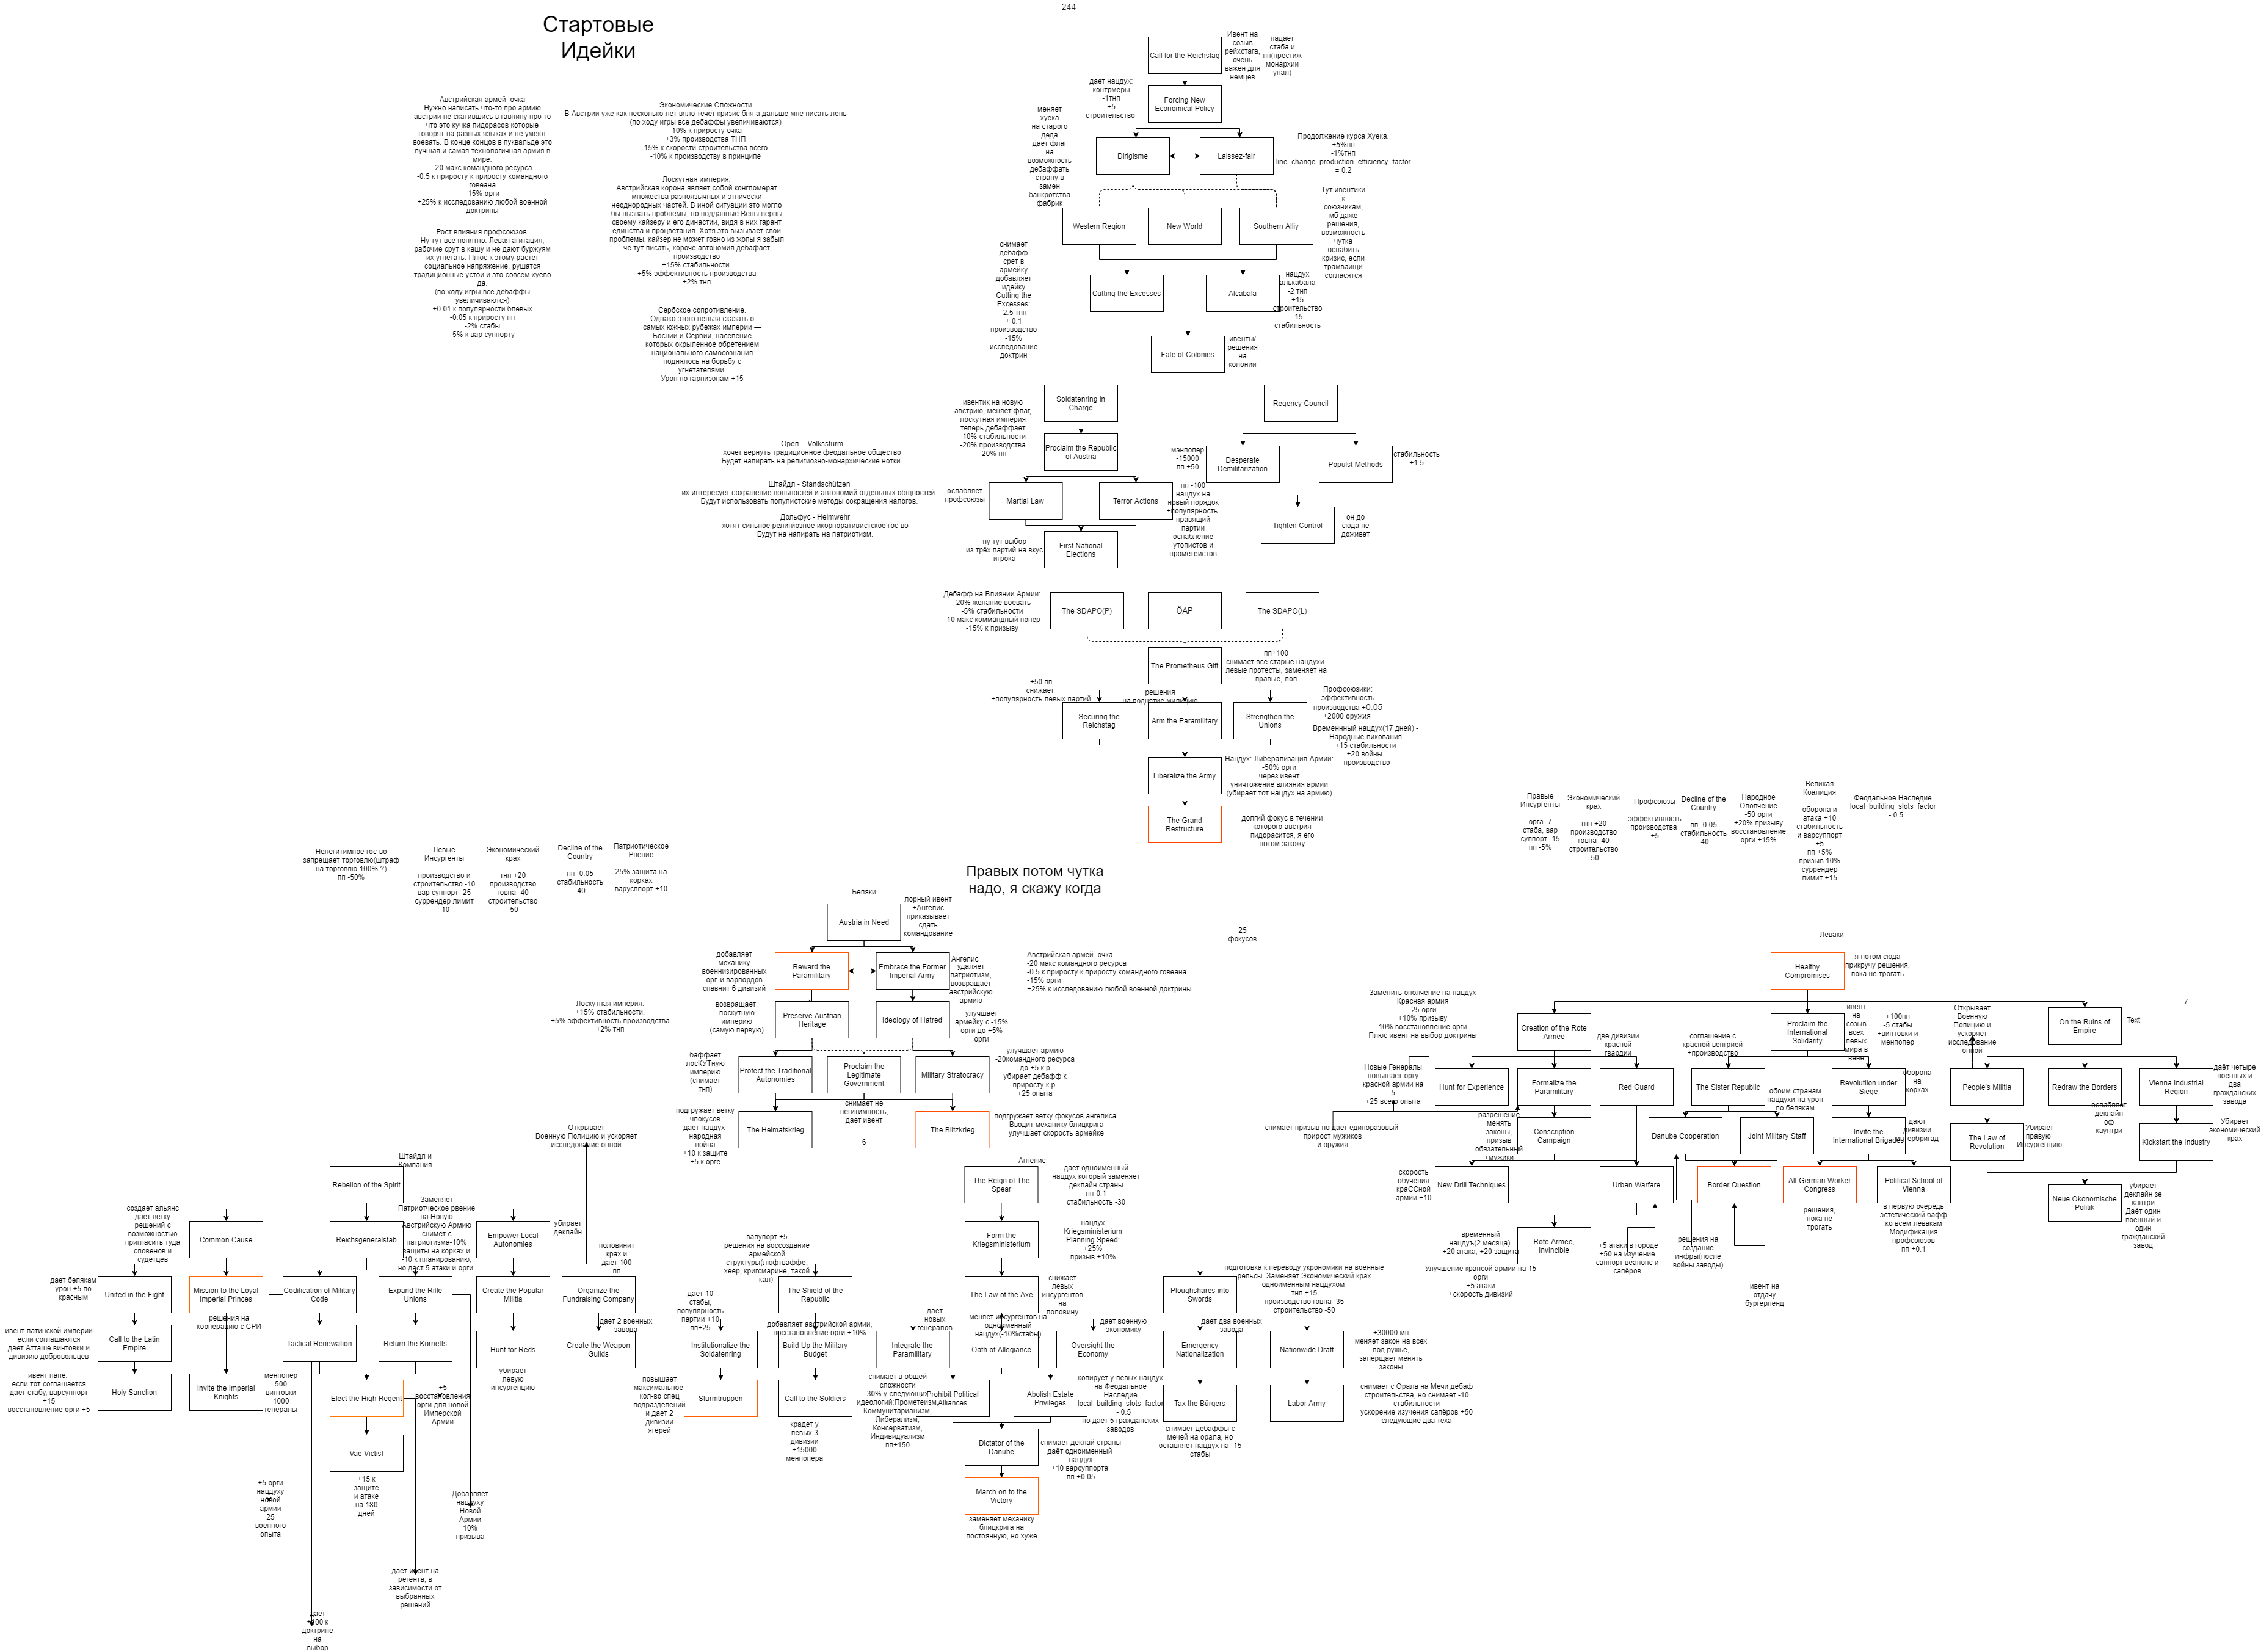 244
Стартовые
Идейки
Австрийская армей_очка
Нужно написать что-то про армию
австрии не скатившись в гавнину про то
что это кучка пидорасов которые
говорят на разных языках и не умеют
воевать. В конце концов в пуквальде это
лучшая и самая технологичная армия в
мире.
-20 макс командного ресурса
-0.5 к приросту к приросту командного
говеана
-15% орги
+25% к исследованию любой военной
доктрины
Рост влияния профсоюзов.
Ну тут все понятно. Левая агитация,
рабочие срут в кашу и не дают буржуям
их угнетать. Плюс к этому растет
социальное напряжение, рушатся
традиционные устои и это совсем хуево
да.
(по ходу игры все дебаффы
увеличиваются)
+0.01 к популярности блевых
-0.05 к приросту пп
-2% стабы
-5% к вар суппорту
Экономические Сложности
В Австрии уже как несколько лет вяло течет кризис бля а дальше мне писать лень
(по ходу игры все дебаффы увеличиваются)
-10% к приросту очка
+3% производства ТНП
-15% к скорости строительства всего.
-10% к производству в принципе
Лоскутная империя.
Австрийская корона являет собой конгломерат
множества разноязычных и этнически
неоднородных частей. В иной ситуации это могло
бы вызвать проблемы, но подданные Вены верны
своему кайзеру и его династии, видя в них гарант
единства и процветания. Хотя это вызывает свои
проблемы, кайзер не может говно из жопы я забыл
че тут писать, короче автономия дебафает
производство
+15% стабильности.
+5% эффективность производства
+2% тнп
Сербское сопротивление.
Однако этого нельзя сказать о
самых южных рубежах империи —
Боснии и Сербии, население
которых окрыленное обретением
национального самосознания
поднялось на борьбу с
угнетателями.
Урон по гарнизонам +15
Call for the Reichstag
Ивент на
созыв
рейхстага,
очень
важен для
немцев
падает
стаба и
пп(престиж
монархии
упал)
дает нацдух:
контрмеры
-1тнп
+5
строительство
Forcing New
Economical Policy
меняет
хуека
на старого
деда
дает флаг
на
возможность
дебаффать
страну в
замен
банкротства
фабрик
Dirigisme
Laissez-fair
Продолжение курса Хуека.
+5%пп
-1%тнп
line_change_production_efficiency_factor
= 0.2
Western Region
New World
Southern Alliy
Тут ивентики
к
союзникам,
мб даже
решения,
возможность
чутка
ослабить
кризис, если
трамваищи
согласятся
снимает
дебафф
срет в
армейку
добавляет
идейку
Cutting the
Excesses:
-2.5 тнп
+ 0.1
производство
-15%
исследование
доктрин
Cutting the Excesses
Alcabala
нацдух
алькабала
-2 тнп
+15
строительство
-15
стабильность
Fate of Colonies
ивенты/
решения
на
колонии
ивентик на новую
австрию, меняет флаг,
лоскутная империя
теперь дебаффает
-10% стабильности
-20% производства
-20% пп
Soldatenring in
Charge
Regency Council
Proclaim the Republic
of Austria
мэнпопер
-15000
пп +50
Desperate
Demilitarization
Populst Methods
стабильность
+1.5
Орел - Volkssturm
хочет вернуть традиционное феодальное общество
Будет напирать на религиозно-монархические нотки.
Штайдл - Standschützen
их интересует сохранение вольностей и автономий отдельных общностей.
Будут использовать популистские методы сокращения налогов.
Дольфус - Heimwehr
хотят сильное религиозное икорпоративистское гос-во
Будут на напирать на патриотизм.
ослабляет
профсоюзы
Martial Law
Terror Actions
пп -100
нацдух на
новый порядок
+популярность
правящий
партии
ослабление
утопистов и
прометеистов
Tighten Control
он до
сюда не
доживет
ну тут выбор
из трёх партий на вкус
игрока
First National
Elections
Дебафф на Влиянии Армии:
-20% желание воевать
-5% стабильности
-10 макс коммандный попер
-15% к призыву
The SDAPÖ(P)
ÖAP
The SDAPÖ(L)
The Prometheus Gift
пп+100
снимает все старые нацдухи.
левые протесты, заменяет на
правые, лол
+50 пп
снижает
+популярность левых партий
решения
на поднятие милицию
Securing the
Reichstag
Arm the Paramilitary
Strengthen the
Unions
Профсоюзики:
эффективность
производства +0.05
+2000 оружия
Временнный нацдух(17 дней) -
Народные ликования
+15 стабильности
+20 войны
-производство
Liberalize the Army
Нацдух: Либерализация Армии:
-50% орги
через ивент
уничтожение влияния армии
(убирает тот нацдух на армию)
The Grand
Restructure
долгий фокус в течении
которого австрия
пидорасится, я его
потом захожу
Правые
Инсургенты
орга -7
стаба, вар
суппорт -15
пп -5%
Экономический
крах
тнп +20
производство
говна -40
строительство
-50
Профсоюзы
эффективность
производства
+5
Decline of the
Country
пп -0.05
стабильность
-40
Народное
Ополчение
-50 орги
+20% призыву
восстановление
орги +15%
Великая
Коалиция
оборона и
атака +10
стабильность
и варсуппорт
+5
пп +5%
призыв 10%
суррендер
лимит +15
Феодальное Наследие
local_building_slots_factor
= - 0.5
Нелегитимное гос-во
запрещает торговлю(штраф
на торговлю 100% ?)
пп -50%
Левые
Инсургенты
производство и
строительство -10
вар суппорт -25
суррендер лимит
-10
Экономический
крах
тнп +20
производство
говна -40
строительство
-50
Decline of the
Country
пп -0.05
стабильность
-40
Патриотическое
Рвение
25% защита на
корках
варусппорт +10
Правых потом чутка
надо, я скажу когда
Беляки
Austria in Need
лорный ивент
+Ангелис
приказывает
сдать
командование
25
фокусов
добавляет
механику
военнизированных
орг. и варлордов
спавнит 6 дивизий
Reward the
Paramilitary
Embrace the Former
Imperial Army
Ангелис
удаляет
патриотизм,
возвращает
австрийскую
армию
Австрийская армей_очка
-20 макс командного ресурса
-0.5 к приросту к приросту командного говеана
-15% орги
+25% к исследованию любой военной доктрины
Лоскутная империя.
+15% стабильности.
+5% эффективность производства
+2% тнп
возвращает
лоскутную
империю
(самую первую)
Preserve Austrian
Heritage
Ideology of Hatred
улучшает
армейку с -15%
орги до +5%
орги
баффает
лосКУТную
империю
(снимает
тнп)
Protect the Traditional
Autonomies
Proclaim the
Legitimate
Government
Military Stratocracy
улучшает армию
-20командного ресурса
до +5 к.р
убирает дебафф к
приросту к.р.
+25 опыта
снимает не
легитимность,
дает ивент
6
подгружает ветку
чпокусов
дает нацдух
народная
война
+10 к защите
+5 к орге
The Heimatskrieg
The Blitzkrieg
подгружает ветку фокусов ангелиса.
Вводит механику блицкрига
улучшает скорость армейке
Леваки
Healthy
Compromises
я потом сюда
прикручу решения,
пока не трогать
7
Заменить ополчение на нацдух
Красная армия
-25 орги
+10% призыву
10% восстановление орги
Плюс ивент на выбор доктрины
Creation of the Rote
Armee
две дивизии
красной
гвардии
соглашение с
красной венгрией
+производство
Proclaim the
International
Solidarity
ивент
на
созыв
всех
левых
мира в
вене
+100пп
-5 стабы
+винтовки и
менпопер
Открывает
Военную
Полицию и
ускоряет
исследование
онной
On the Ruins of
Empire
Text
Новые Генералы
повышает оргу
красной армии на
5
+25 всего опыта
Hunt for Experience
Formalize the
Paramilitary
Red Guard
The Sister Republic
обоим странам
нацдухи на урон
по белякам
Revolutiion under
Siege
оборона
на
корках
People's Militia
Redraw the Borders
ослабляет
деклайн
оф
каунтри
Vienna Industrial
Region
даёт четыре
военных и
два
гражданских
завода
снимает призыв но дает единоразовый
прирост мужиков
и оружия
разрешение
менять
законы,
призыв
обязательный
+мужики
Conscription
Campaign
Danube Cooperation
Joint Military Staff
Invite the
International Brigades
дают
дивизии
интербригад
The Law of
Revolution
Убирает
правую
Инсургенцию
Kickstart the Industry
Убирает
экономический
крах
скорость
обучения
краССной
армии +10
New Drill Techniques
Urban Warfare
Border Question
All-German Worker
Congress
решения,
пока не
трогать
Political School of
Vienna
в первую очередь
эстетический бафф
ко всем левакам
Модификация
профсоюзов
пп +0.1
Neue Ökonomische
Politik
убирает
деклайн зе
кантри
Даёт один
военный и
один
гражданский
завод
временный
нацдуъ(2 месяца)
+20 атака, +20 защита
Rote Armee,
Invincible
Улучшение крансой армии на 15
орги
+5 атаки
+скорость дивизий
+5 атаки в городе
+50 на изучение
саппорт веапонс и
сапёров
решения на
создание
инфры(после
войны заводы)
ивент на
отдачу
бургерленд
Открывает
Военную Полицию и ускоряет
исследование онной
Штайдл и
Компания
Rebelion of the Spirit
создает альянс
дает ветку
решений с
возможностью
пригласить туда
словенов и
судетцев
Common Cause
Reichsgeneralstab
Заменяет
Патриотческое рвение
на Новую
Австрийскую Армию
снимет с
патриотизма-10%
защиты на корках и
-10 к планированию,
но даст 5 атаки и орги
Empower Local
Autonomies
убирает
деклайн
половинит
крах и
дает 100
пп
дает белякам
урон +5 по
красным
United in the Fight
Mission to the Loyal
Imperial Princes
решения на
кооперацию с СРИ
Codification of Military
Code
Expand the Rifle
Unions
Create the Popular
Militia
Organize the
Fundraising Company
дает 2 военных
завода
ивент латинской империи
если соглашаются
дает Атташе винтовки и
дивизию добровольцев
Call to the Latin
Empire
Tactical Renewation
Return the Kornetts
Hunt for Reds
убирает
левую
инсургенцию
Create the Weapon
Guilds
ивент папе.
если тот соглашается
дает стабу, варсуппорт
+15
восстановление орги +5
Holy Sanction
Invite the Imperial
Knights
менпопер
500
винтовки
1000
генералы
Elect the High Regent
+5
восстановления
орги для новой
Имперской
Армии
Vae Victis!
+15 к
защите
и атаке
на 180
дней
+5 орги
нацдуху
новой
армии
25
военного
опыта
Добавляет
нацдуху
Новой
Армии
10%
призыва
дает ивент на
регента, в
зависимости от
выбранных
решений
дает
+100 к
доктрине
на
выбор
Ангелис
The Reign of The
Spear
дает одноименный
нацдух который заменяет
деклайн страны
пп-0.1
стабильность -30
Form the
Kriegsministerium
нацдух
Kriegsministerium
Planning Speed:
+25%
призыв +10%
вапупорт +5
решения на воссоздание
армейской
структуры(люфтваффе,
хеер, кригсмарине, такой
кал)
The Shield of the
Republic
The Law of the Axe
снижает
левых
инсургентов
на
половину
Ploughshares into
Swords
подготовка к переводу укрономики на военные
рельсы. Заменяет Экономический крах
одноименным нацдухом
тнп +15
производство говна -35
строительство -50
дает 10
стабы,
популярность
партии +10
пп+25
добавляет австрийской армии,
восстановление орги +10%
даёт
новых
генералов
меняет инсургентов на
одноименный
нацдух(-10%стабы)
дает военную
экономику
дает два военных
завода
+30000 мп
меняет закон на всех
под ружьё,
заперщает менять
законы
Institutionalize the
Soldatenring
Build Up the Military
Budget
Integrate the
Paramilitary
Oath of Allegiance
Oversight the
Economy
Emergency
Nationalization
Nationwide Draft
повышает
максимальное
кол-во спец
подразделений
и дает 2
дивизии
ягерей
Sturmtruppen
Call to the Soldiers
крадет у
левых 3
дивизии
+15000
менпопера
снимает в общей
сложности
30% у следующих
идеологий:Прометеизм,
Коммунитарианизм,
Либерализм,
Консерватизм,
Индивидуализм
пп+150
Prohibit Political
Alliances
Abolish Estate
Privileges
копирует у левых нацдух
на Феодальное
Наследие
local_building_slots_factor
= - 0.5
но дает 5 гражданских
заводов
Tax the Bürgers
снимает дебаффы с
мечей на орала, но
оставляет нацдух на -15
стабы
Labor Army
снимает с Орала на Мечи дебаф
строительства, но снимает -10
стабильности
ускорение изучения сапёров +50
следующие два теха
Dictator of the
Danube
снимает деклай страны
даёт одноименный
нацдух
+10 варсуппорта
пп +0.05
March on to the
Victory
заменяет механику
блицкрига на
постоянную, но хуже